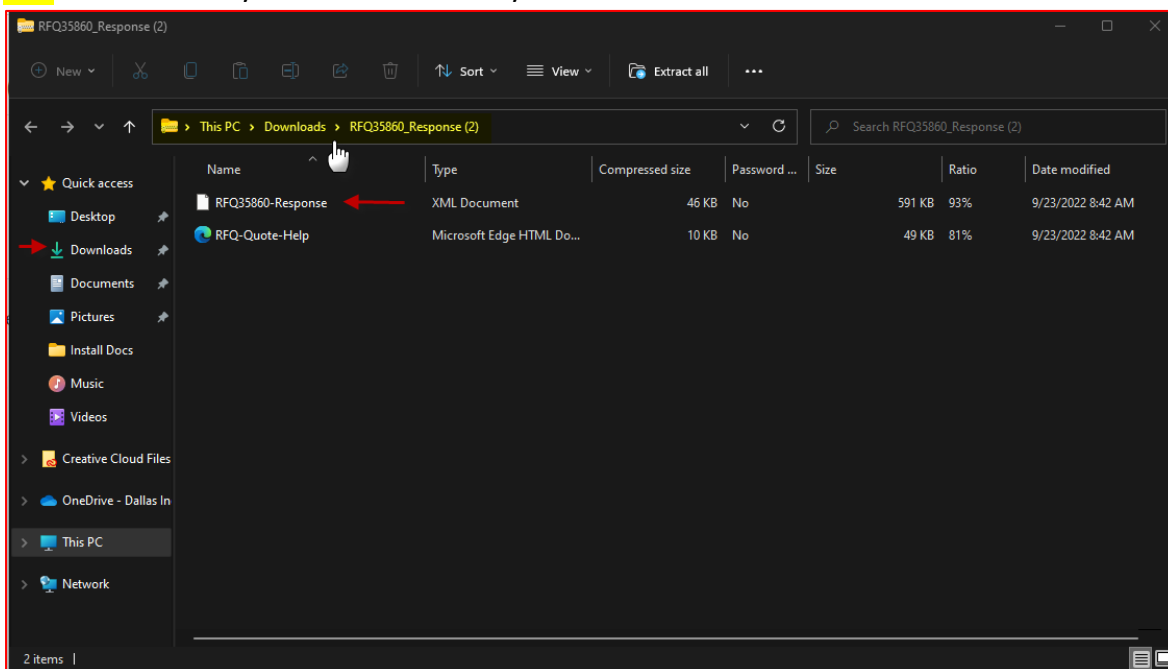 RFQ35860_Response (2)
New
Sort
View
Extract all
This PC > Downloads > RFQ35860_Response (2)
Search RFQ35860_Response (2)
Name Type Compressed size Password ... Size Ratio Date modified
Quick access
RFQ35860-Response XML Document 46 KB No 591 KB 93% 9/23/2022 8:42 AM
Desktop
RFQ-Quote-Help Microsoft Edge HTML Do... 10 KB No 49 KB 81% 9/23/2022 8:42 AM
Downloads
Documents
Pictures
Install Docs
Music
Videos
Creative Cloud Files
OneDrive - Dallas In
This PC
Network
2 items